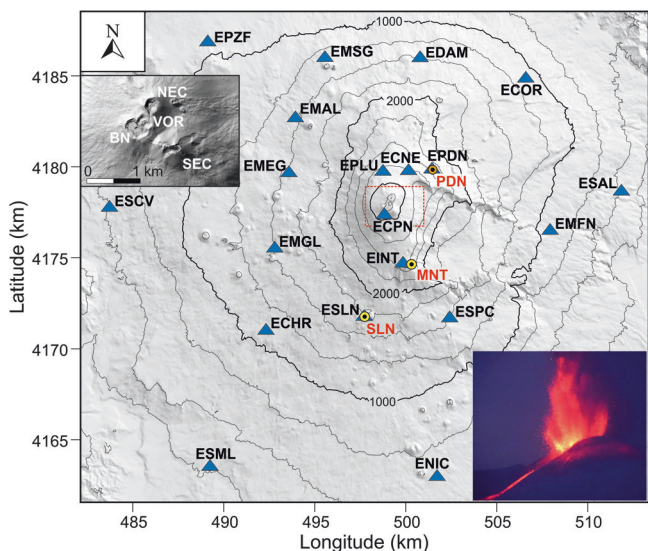 N
1000
EPZF
EMSG
EDAM
4185
ECOR
NEC
2000
VOR
BN
EMAL
SEC
4180
0
1 km
EMEG
EPLU
ECNE
EPDN
PDN
ESAL
ESCV
ECPN
EMFN
EMGL
4175
EINT
MNT
2000
ESLN
ESPC
SLN
ECHR
4170
1000
4165
ESML
ENIC
485
490
495
500
505
510
Latitude (km)
Longitude (km)